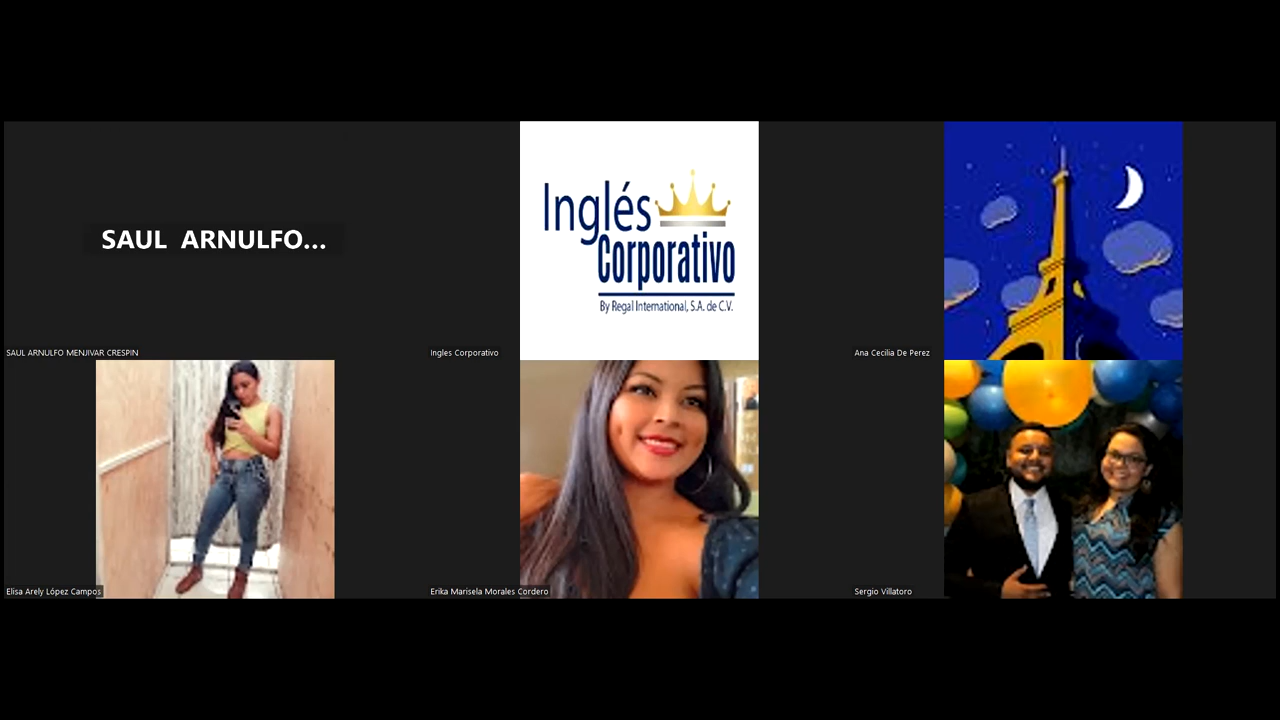 SAUL ARNULFO...
SAUL ARNULFO MENJIVAR CRESPIN
Inglés
Corporativo
By Regal International, S.A. de C.V.
Ingles Corporativo
Ana Cecilia De Perez
Elisa Arely López Campos
Erika Marisela Morales Cordero
Sergio Villatoro